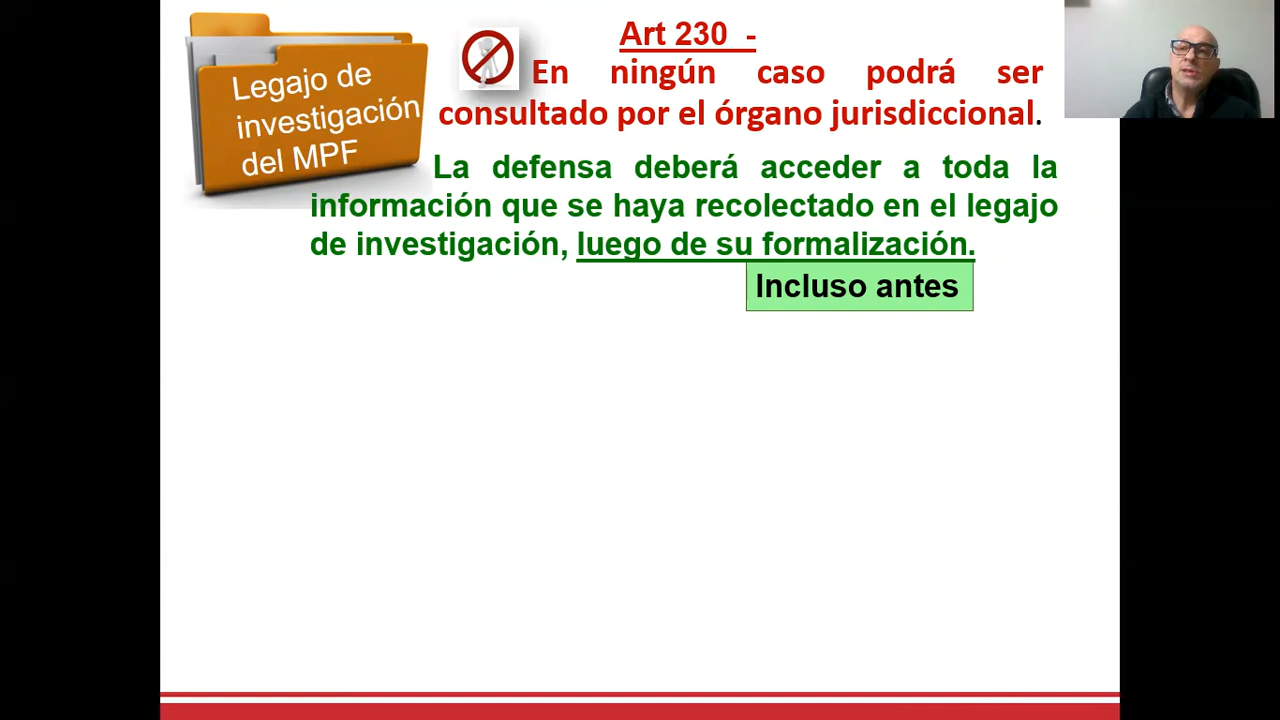 Legajo de
investigación
del MPF
Art 230 -
En ningún caso podrá ser
consultado por el órgano jurisdiccional.
La defensa deberá acceder a toda la
información que se haya recolectado en el legajo
de investigación, luego de su formalización.
Incluso antes